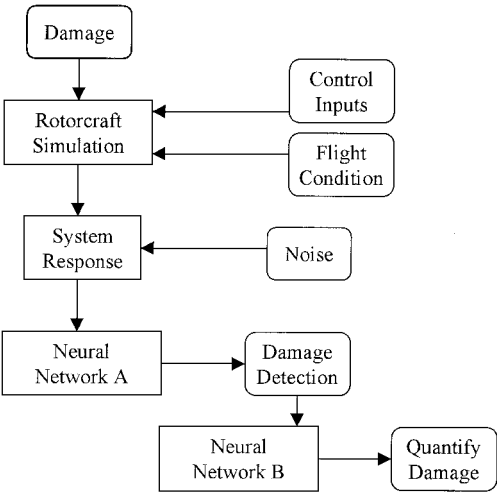 Damage
Control
Inputs
Rotorcraft
Simulation
Flight
Condition
System
Response
Noise
Neural
Network A
Damage
Detection
Neural
Network B
Quantify
Damage